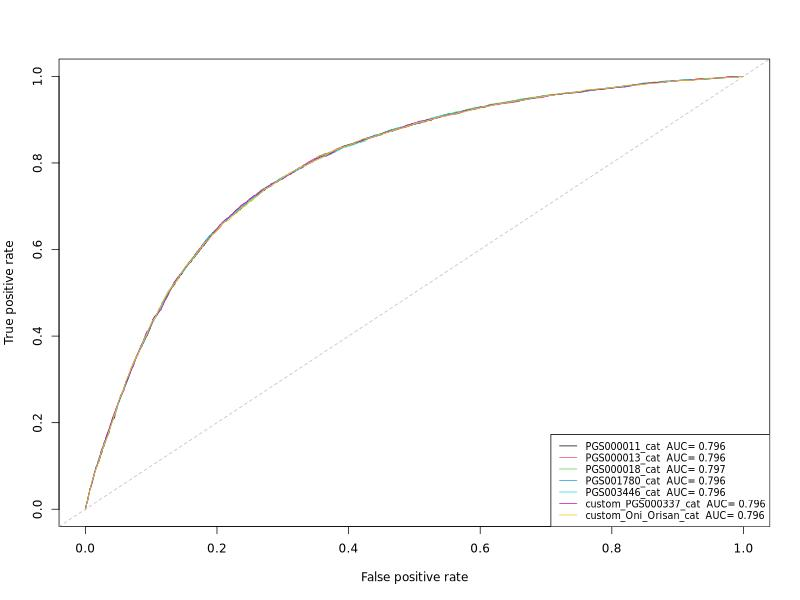 True positive rate
1.0
0.8
0.6
0.4
0.2
0.0
PGS000011_cat AUC= 0.796
PGS000013_cat AUC= 0.796
PGS000018_cat AUC= 0.797
PGS001780_cat AUC= 0.796
PGS003446_cat AUC= 0.796
custom_PGS000337_cat AUC= 0.796
custom_Oni_Orisan_cat AUC= 0.796
0.0 0.2 0.4 0.6 0.8 1.0
False positive rate